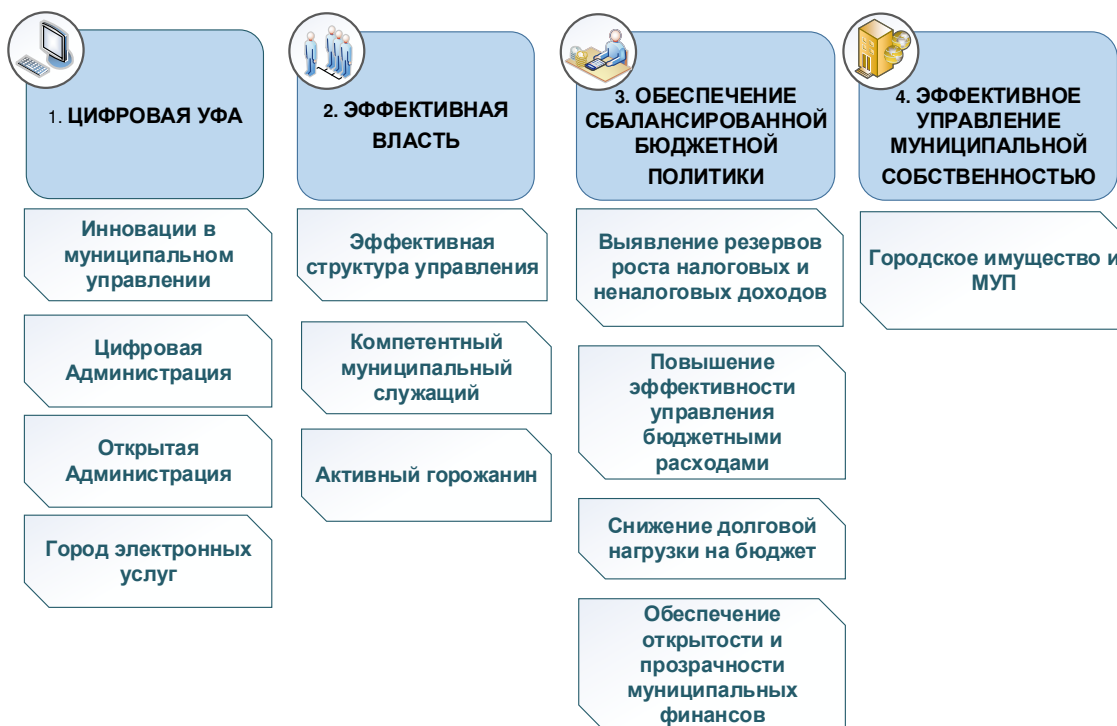 1. ЦИФРОВАЯ УФА
Инновации в
муниципальном
управлении
Цифровая
Администрация
Открытая
Администрация
Город электронных
услуг
2. ЭФФЕКТИВНАЯ
ВЛАСТЬ
Эффективная
структура управления
Компетентный
муниципальный
служащий
Активный горожанин
3. ОБЕСПЕЧЕНИЕ
СБАЛАНСИРОВАННОЙ
БЮДЖЕТНОЙ
ПОЛИТИКИ
Выявление резервов
роста налоговых и
неналоговых доходов
Повышение
эффективности
управления
бюджетными
расходами
Снижение долговой
нагрузки на бюджет
Обеспечение
открытости и
прозрачности
муниципальных
финансов
4. ЭФФЕКТИВНОЕ
УПРАВЛЕНИЕ
МУНИЦИПАЛЬНОЙ
СОБСТВЕННОСТЬЮ
Городское имущество и
МУП